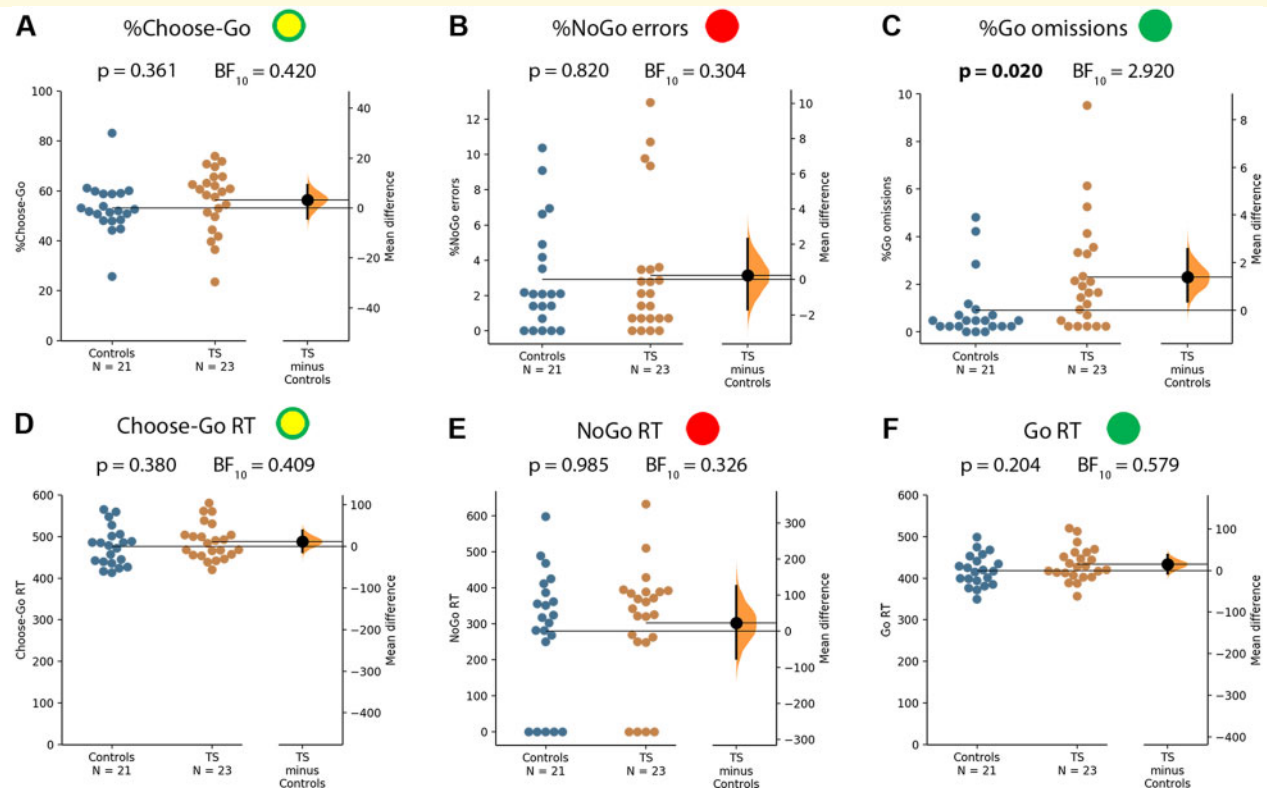 A %Choose-Go
p = 0.361 BF10 = 0.420
100
80
60
40
20
0
%Choose-Go
40
20
0
−20
−40
Mean difference
Controls
N = 21
TS
N = 23
TS
minus
Controls
B %NoGo errors
p = 0.820 BF10 = 0.304
12
10
8
6
4
2
0
%NoGo errors
10
8
6
4
2
0
−2
Mean difference
Controls
N = 21
TS
N = 23
TS
minus
Controls
C %Go omissions
p = 0.020 BF10 = 2.920
10
8
6
4
2
0
%Go omissions
8
6
4
2
0
Mean difference
Controls
N = 21
TS
N = 23
TS
minus
Controls
D Choose-Go RT
p = 0.380 BF10 = 0.409
600
500
400
300
200
100
0
Choose-Go RT
100
0
−100
−200
−300
−400
Mean difference
Controls
N = 21
TS
N = 23
TS
minus
Controls
E NoGo RT
p = 0.985 BF10 = 0.326
600
500
400
300
200
100
0
NoGo RT
300
200
100
0
−100
−200
−300
Mean difference
Controls
N = 21
TS
N = 23
TS
minus
Controls
F Go RT
p = 0.204 BF10 = 0.579
600
500
400
300
200
100
0
Go RT
100
0
−100
−200
−300
−400
Mean difference
Controls
N = 21
TS
N = 23
TS
minus
Controls